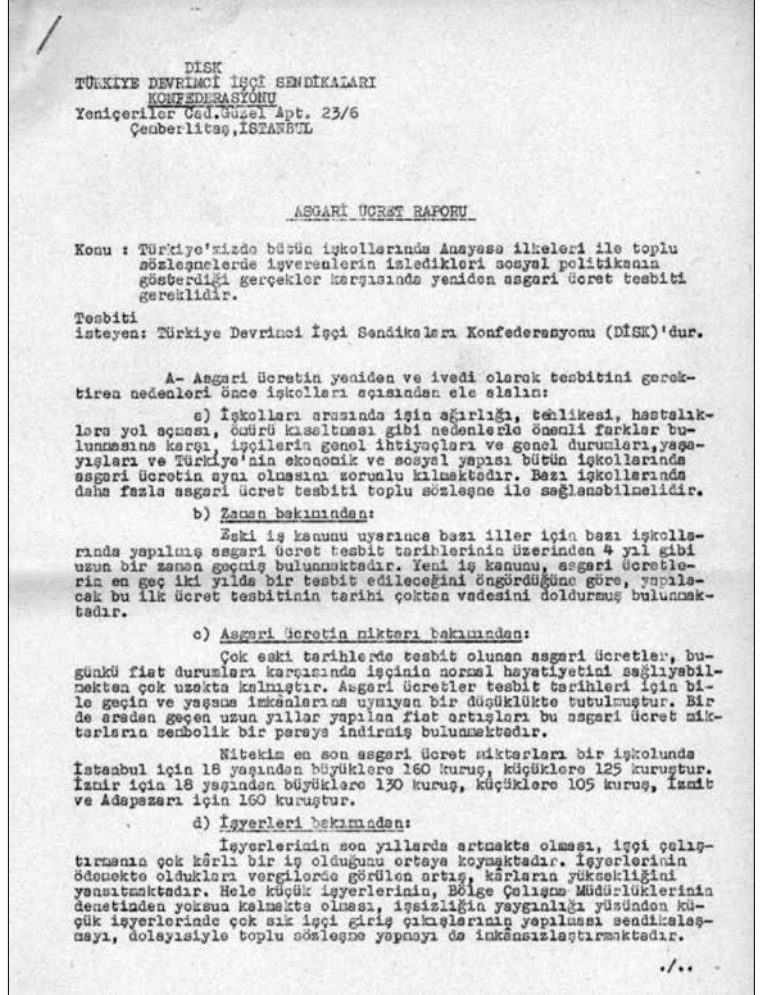 DİSK
TÜRKİYE DEVRİMCİ İŞÇİ SENDİKALARI
KONFEDERASYONU
Yeniçeriler Cad.Güzel Apt. 23/6
Çemberlitaş,İSTANBUL
ASGARİ ÜCRET RAPORU
Konu : Türkiye'mizde bütün işkollarında Anayasa ilkeleri ile toplu
sözleşmelerde işverenlerin izledikleri sosyal politikanın
gösterdiği gerçekler karşısında yeniden asgari ücret tesbiti
gereklidir.
Tesbiti
isteyen: Türkiye Devrimci İşçi Sendikaları Konfederasyonu (DİSK)'dur.
A- Asgari ücretin yeniden ve ivedi olarak tesbitini gerek-
tiren nedenleri önce işkolları açısından ele alalım:
a) İşkolları arasında işin ağırlığı, tehlikesi, hastalık-
lara yol açması, ömürü kısaltması gibi nedenlerle önemli farklar bu-
lunmasına karşı, işçilerin genel ihtiyaçları ve genel durumları,yaşa-
yışları ve Türkiye'nin ekonomik ve sosyal yapısı bütün işkollarında
asgari ücretin aynı olmasını zorunlu kılmaktadır. Bazı işkollarında
daha fazla asgari ücret tesbiti toplu sözleşme ile sağlanabilmelidir.
b) Zaman bakımından:
Eski iş kanunu uyarınca bazı iller için bazı işkolla-
rında yapılmış asgari ücret tesbit tarihlerinin üzerinden 4 yıl gibi
uzun bir zaman geçmiş bulunmaktadır. Yeni iş kanunu, asgari ücretle-
rin en geç iki yılda bir tesbit edileceğini öngördüğüne göre, yapıla-
cak bu ilk ücret tesbitinin tarihi çoktan vadesini doldurmuş bulunmak-
tadır.
c) Asgari ücretin miktarı bakımından:
Çok eski tarihlerde tesbit olunan asgari ücretler, bu-
günkü fiat durumları karşısında işçinin normal hayatiyetini sağlıyabil-
mekten çok uzakta kalmıştır. Asgari ücretler tesbit tarihleri için bi-
le geçim ve yaşama imkânlarına uymıyan bir düşüklükte tutulmuştur. Bir
de aradan geçen uzun yıllar yapılan fiat artışları bu asgari ücret mik-
tarların sembolik bir paraya indirmiş bulunmaktadır.
Nitekim en son asgari ücret miktarları bir işkolunda
İstanbul için 18 yaşından büyüklere 160 kuruş, küçüklere 125 kuruştur.
İzmir için 18 yaşından büyüklere 130 kuruş, küçüklere 105 kuruş, İzmit
ve Adapazarı için 160 kuruştur.
d) İşyerleri bakımından:
İşyerlerinin son yıllarda artmakta olması, işçi çalış-
tırmanın çok kârlı bir iş olduğunu ortaya koymaktadır. İşyerlerinin
ödemekte oldukları vergilerde görülen artış, kârların yüksekliğini
yansıtmaktadır. Hele küçük işyerlerinin, Bölge Çalışma Müdürlüklerinin
denetinden yoksun kalmakta olması, işsizliğin yaygınlığı yüzünden kü-
çük işyerlerinde çok sık işçi giriş çıkışlarının yapılması sendikalaş-
mayı, dolayısiyle toplu sözleşme yapmayı da imkânsızlaştırmaktadır.
./..